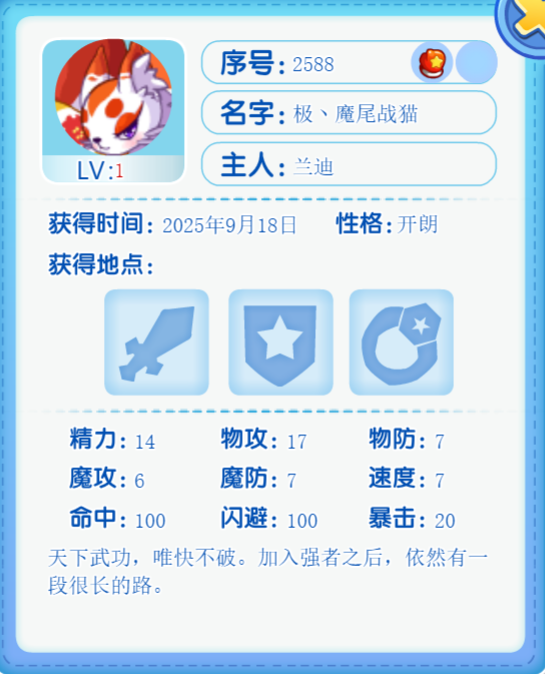 序号: 2588
名字: 极丶魔尾战猫
LV:1
主人: 兰迪
获得时间: 2025年9月18日 性格: 开朗
获得地点:
精力: 14 物攻: 17 物防: 7
魔攻: 6 魔防: 7 速度: 7
命中: 100 闪避: 100 暴击: 20
天下武功，唯快不破。加入强者之后，依然有一
段很长的路。